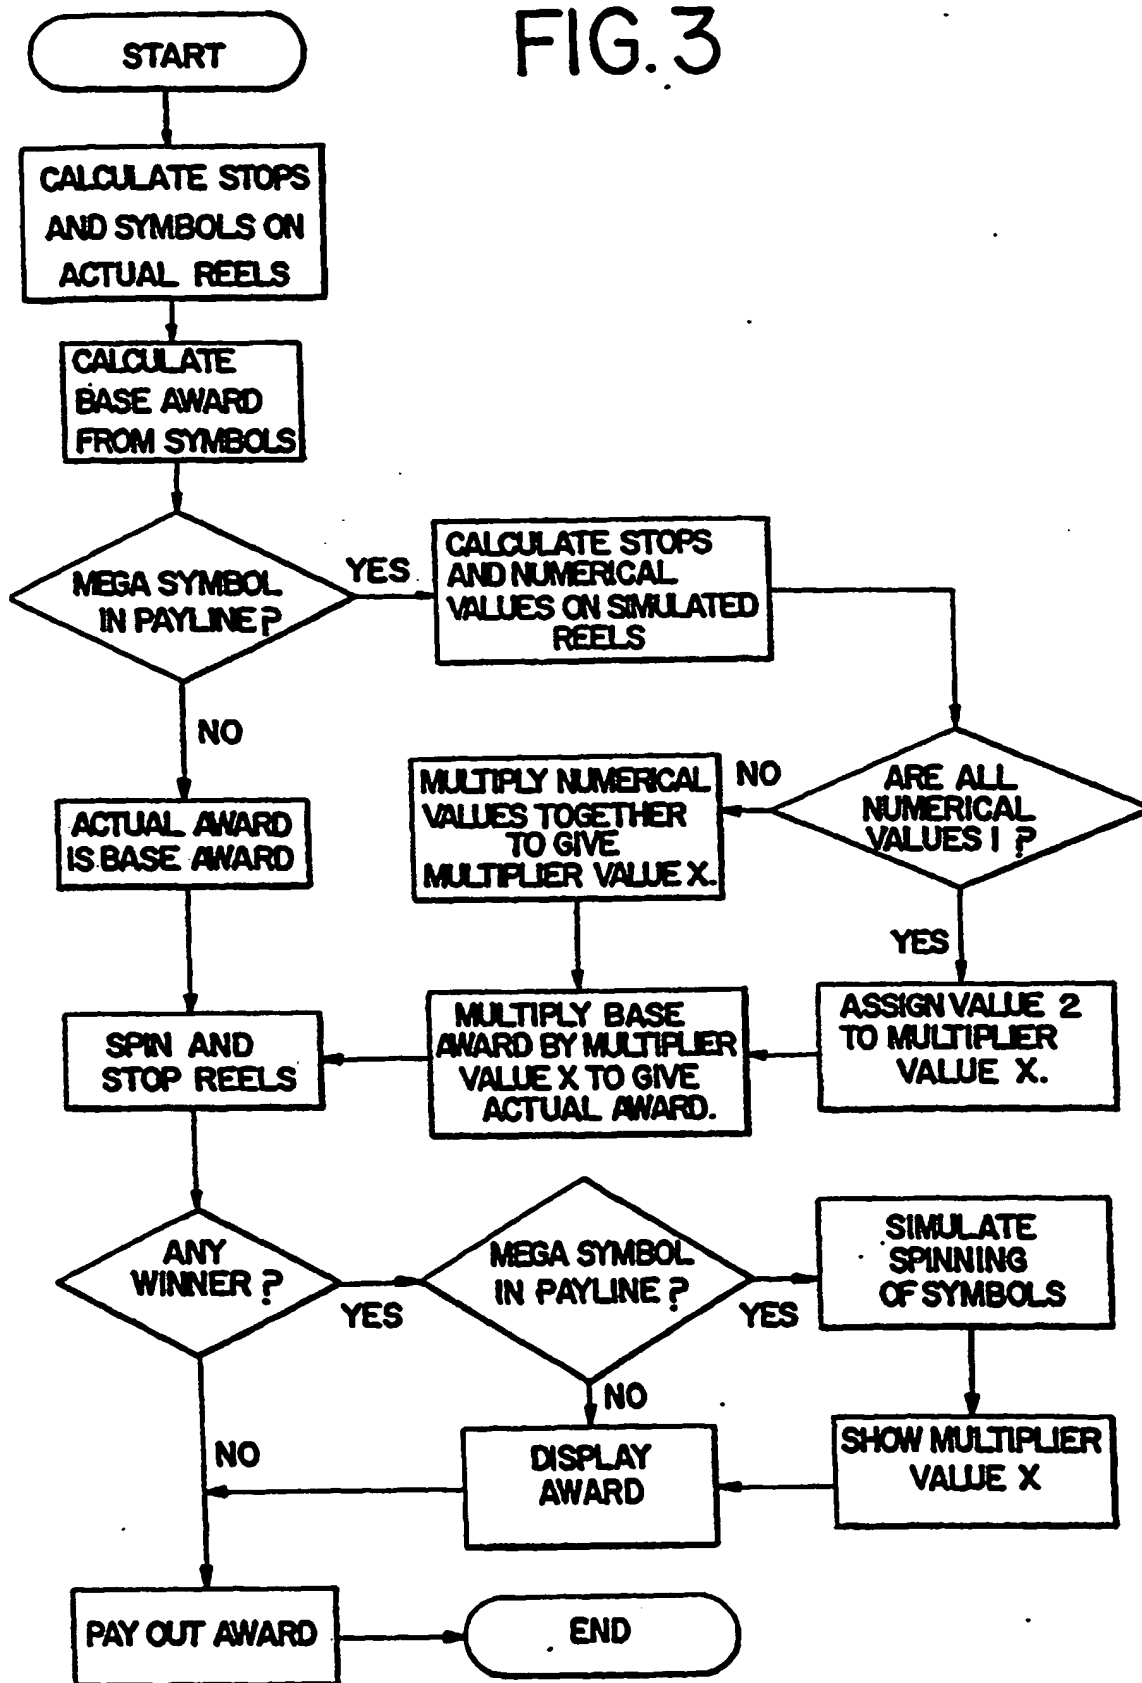 FIG. 3
START
CALCULATE STOPS
AND SYMBOLS ON
ACTUAL REELS
CALCULATE
BASE AWARD
FROM SYMBOLS
MEGA SYMBOL
IN PAYLINE?
YES
CALCULATE STOPS
AND NUMERICAL
VALUES ON SIMULATED
REELS
NO
ARE ALL
NUMERICAL
VALUES 1 ?
NO
MULTIPLY NUMERICAL
VALUES TOGETHER
TO GIVE
MULTIPLIER VALUE X.
ACTUAL AWARD
IS BASE AWARD
YES
ASSIGN VALUE 2
TO MULTIPLIER
VALUE X.
MULTIPLY BASE
AWARD BY MULTIPLIER
VALUE X TO GIVE
ACTUAL AWARD.
SPIN AND
STOP REELS
ANY
WINNER?
YES
MEGA SYMBOL
IN PAYLINE?
YES
SIMULATE
SPINNING
OF SYMBOLS
NO
NO
DISPLAY
AWARD
SHOW MULTIPLIER
VALUE X
PAY OUT AWARD
END